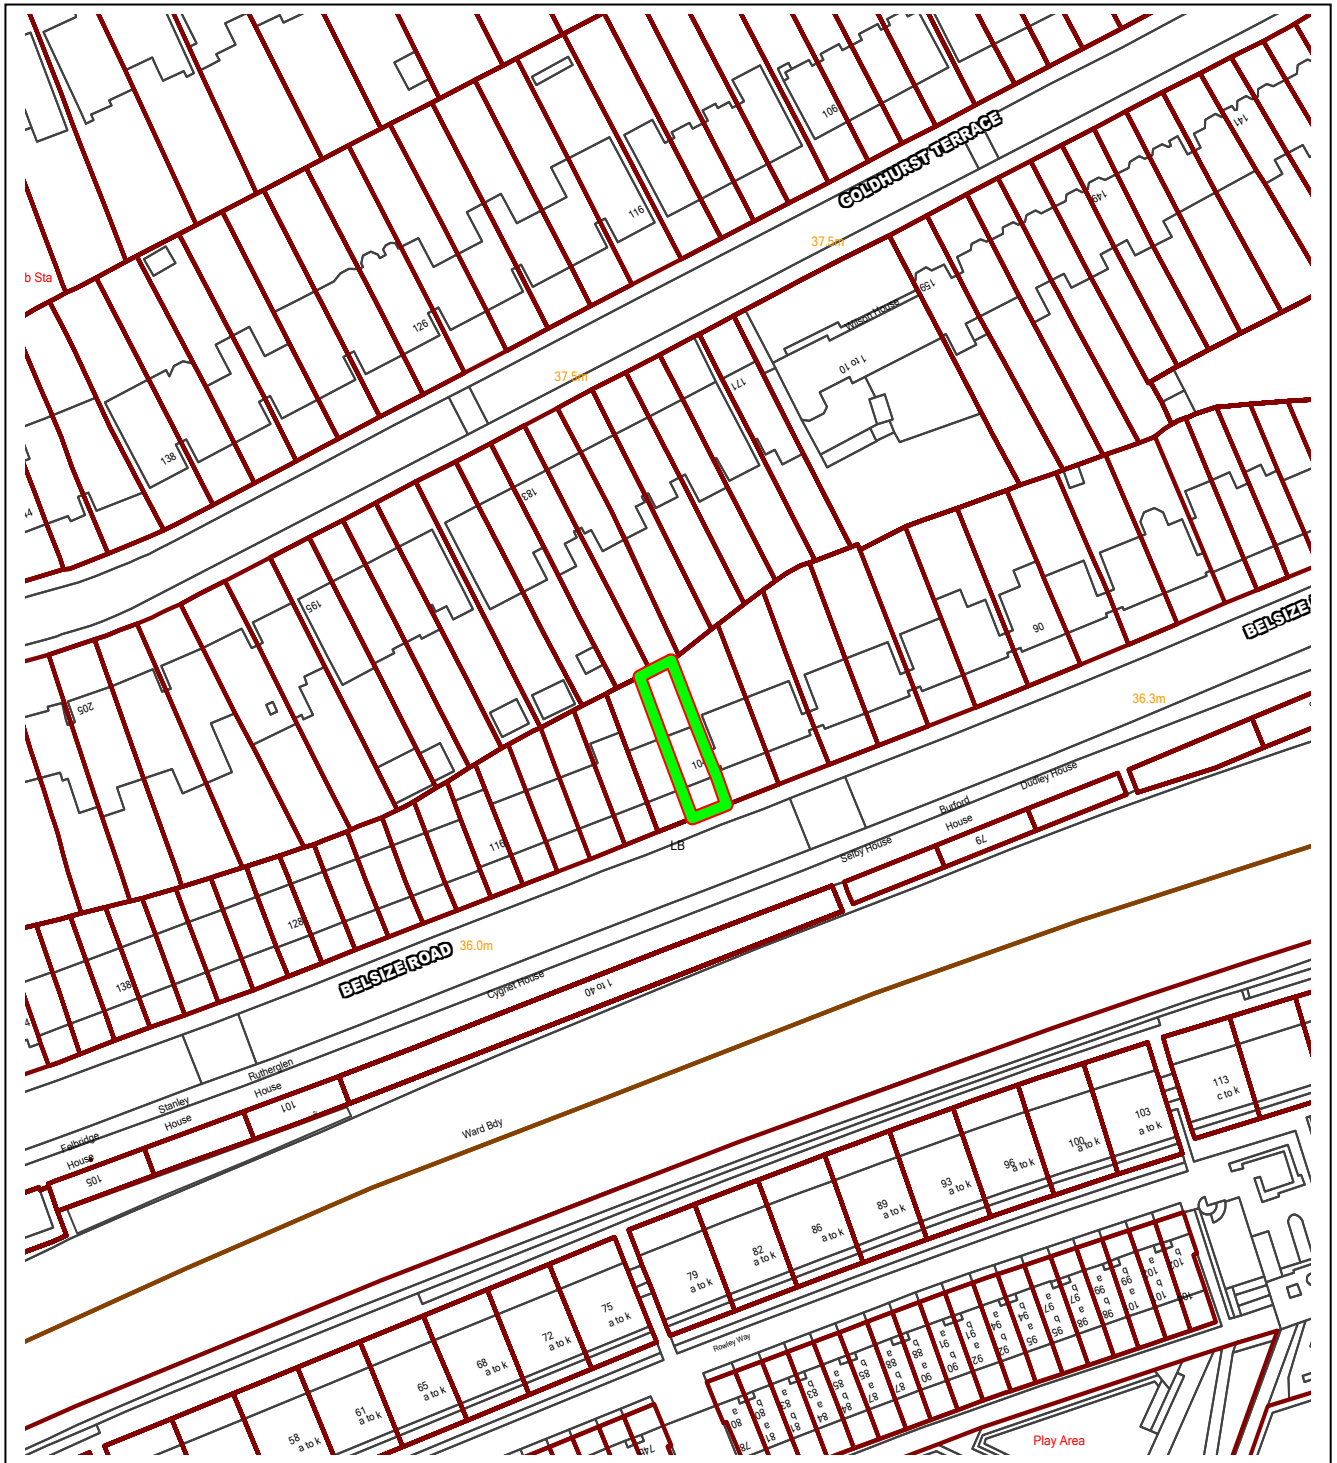 106
GOLDHURST TERRACE
141
116
149
37.5m
b Sta
159
Wilson House
126
1 to 10
37.5m
171
138
183
195
90
BELSIZE
205
36.3m
104
Dudley House
Burford
House
79
116
LB
Selby House
128
BELSIZE ROAD
36.0m
138
Cygnet House
1 to 40
Rutherglen
House
101
Stanley
House
Felbridge
House
105
Ward Bdy
113
c to k
103
a to k
100
a to k
96
a to k
93
a to k
89
a to k
86
a to k
82
a to k
79
a to k
75
a to k
72
a to k
68
a to k
65
a to k
61
a to k
58
a to k
Rowley Way
Play Area